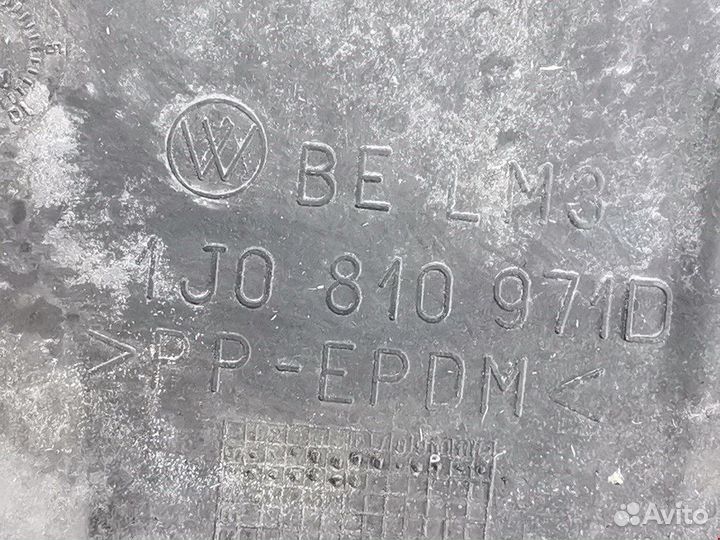 BE LM3
1J0 810 971D
>PP-EPDM<
Avito